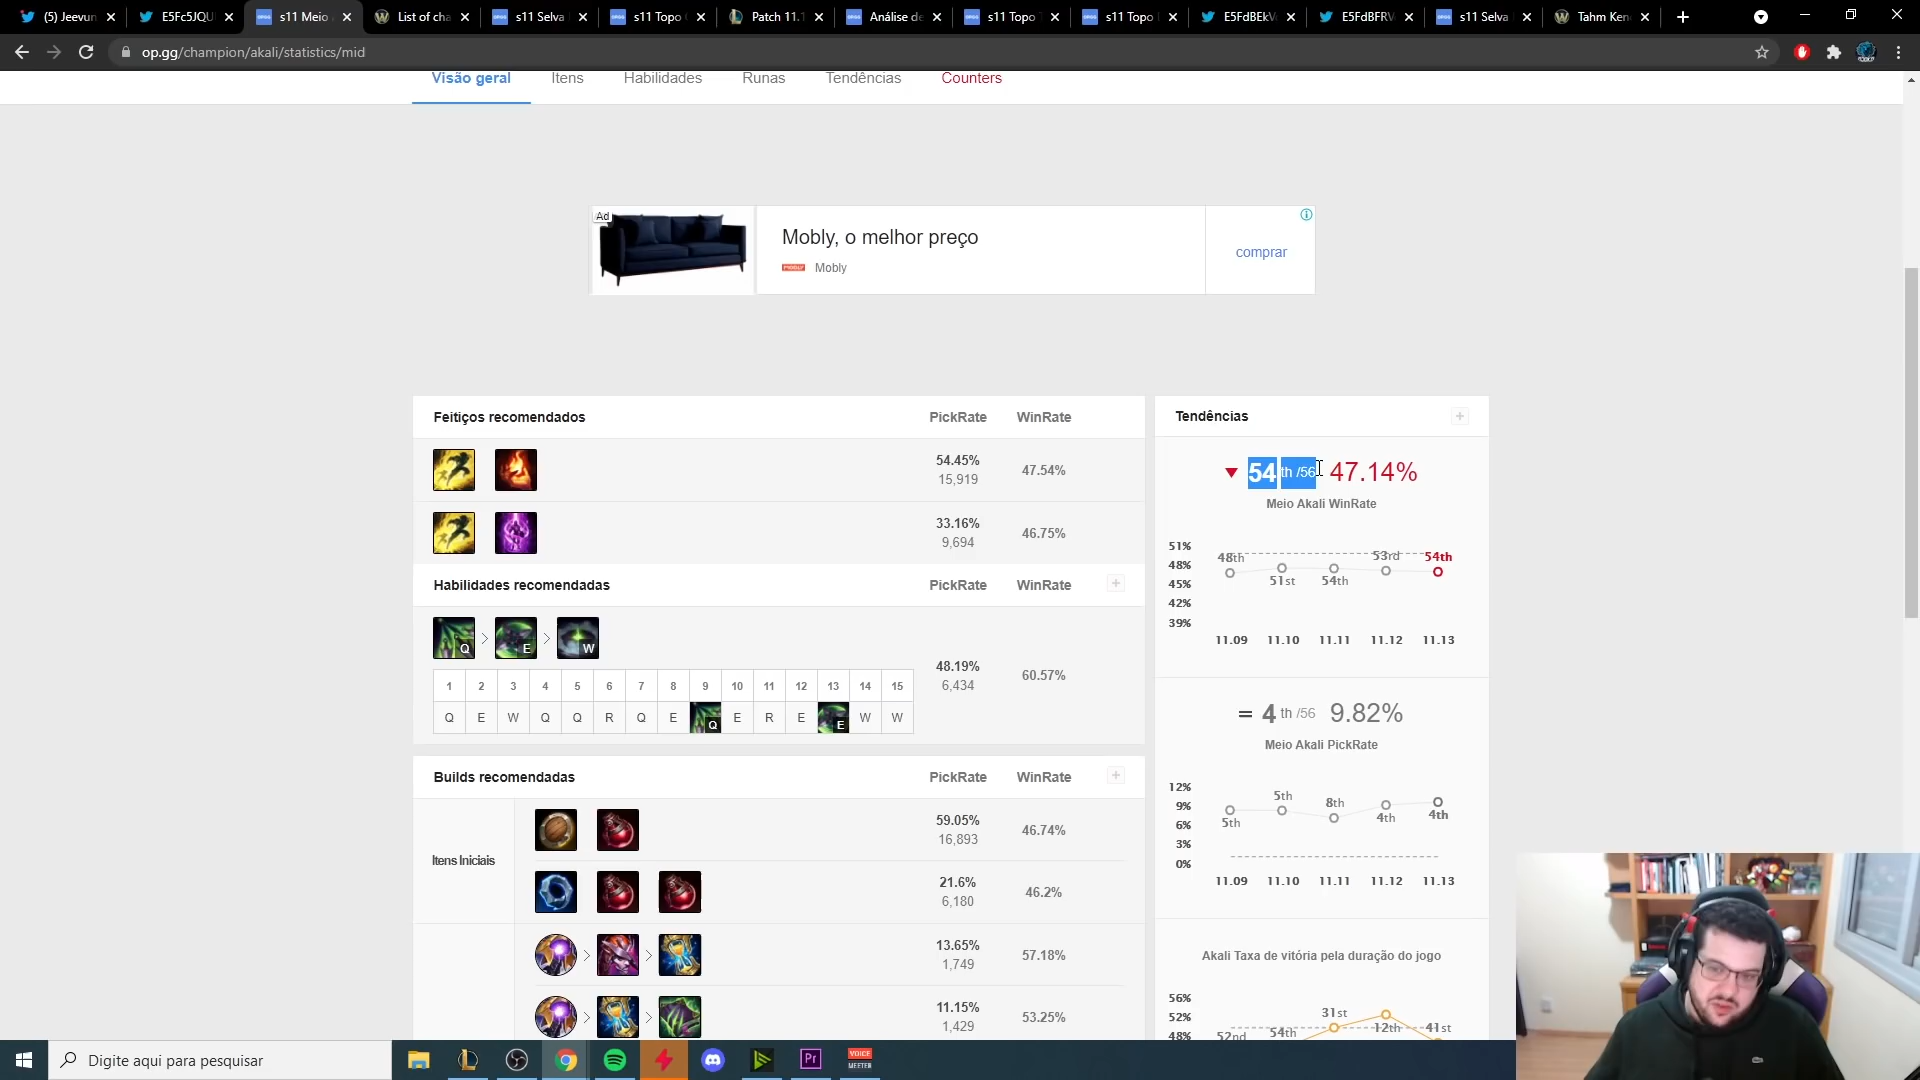 (5) Jeevun
E5Fc5JQU
s11 Meio
List of cha
s11 Selva
s11 Topo
Patch 11.1
Análise de
s11 Topo
s11 Topo
E5FdBEkV
E5FdBFRV
s11 Selva
Tahm Ken
op.gg/champion/akali/statistics/mid
Visão geral
Itens
Habilidades
Runas
Tendências
Counters
Ad
Mobly, o melhor preço
MOBLY Mobly
comprar
Feitiços recomendados PickRate WinRate
54.45%
15,919
47.54%
33.16%
9,694
46.75%
Habilidades recomendadas PickRate WinRate
Q > E > W
1 2 3 4 5 6 7 8 9 10 11 12 13 14 15
Q E W Q Q R Q E Q E R E E W W
48.19%
6,434
60.57%
Builds recomendadas PickRate WinRate
Itens Iniciais
59.05%
16,893
46.74%
21.6%
6,180
46.2%
13.65%
1,749
57.18%
11.15%
1,429
53.25%
Tendências
54 th /56 47.14%
Meio Akali WinRate
51%
48%
45%
42%
39%
48th
51st
54th
53rd
54th
11.09 11.10 11.11 11.12 11.13
= 4 th /56 9.82%
Meio Akali PickRate
12%
9%
6%
3%
0%
5th
5th
8th
4th
4th
11.09 11.10 11.11 11.12 11.13
Akali Taxa de vitória pela duração do jogo
56%
52%
48%
52nd
54th
31st
12th
41st
Digite aqui para pesquisar
Pr
VOICE
MEETER